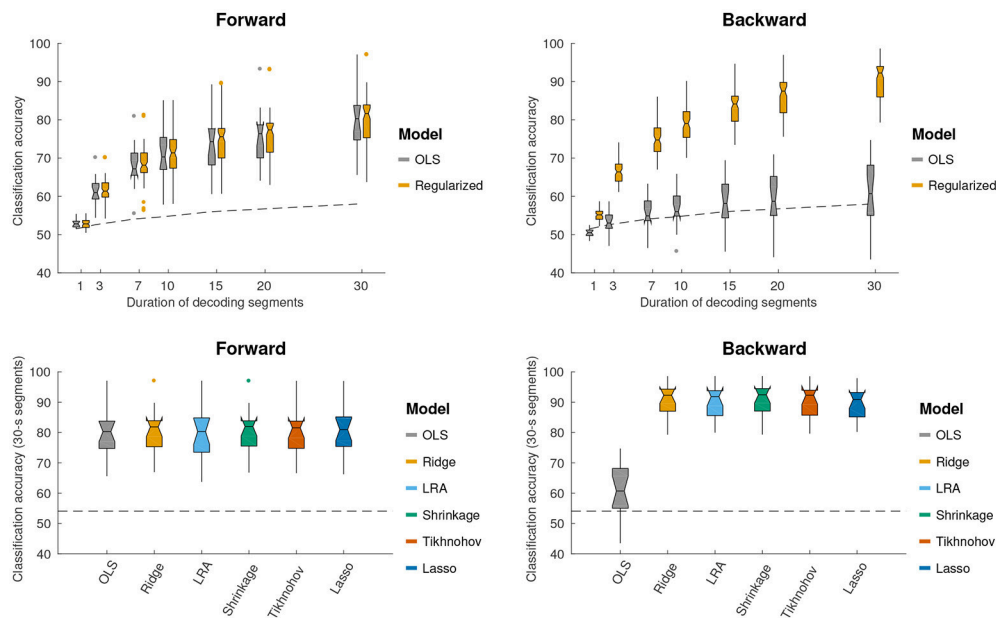 Forward
Classification accuracy
100
90
80
70
60
50
40
1 3 7 10 15 20 30
Duration of decoding segments
Model
OLS
Regularized
Backward
Classification accuracy
100
90
80
70
60
50
40
1 3 7 10 15 20 30
Duration of decoding segments
Model
OLS
Regularized
Forward
Classification accuracy (30-s segments)
100
90
80
70
60
50
40
OLS
Ridge
LRA
Shrinkage
Tikhnohov
Lasso
Model
OLS
Ridge
LRA
Shrinkage
Tikhnohov
Lasso
Backward
Classification accuracy (30-s segments)
100
90
80
70
60
50
40
OLS
Ridge
LRA
Shrinkage
Tikhnohov
Lasso
Model
OLS
Ridge
LRA
Shrinkage
Tikhnohov
Lasso